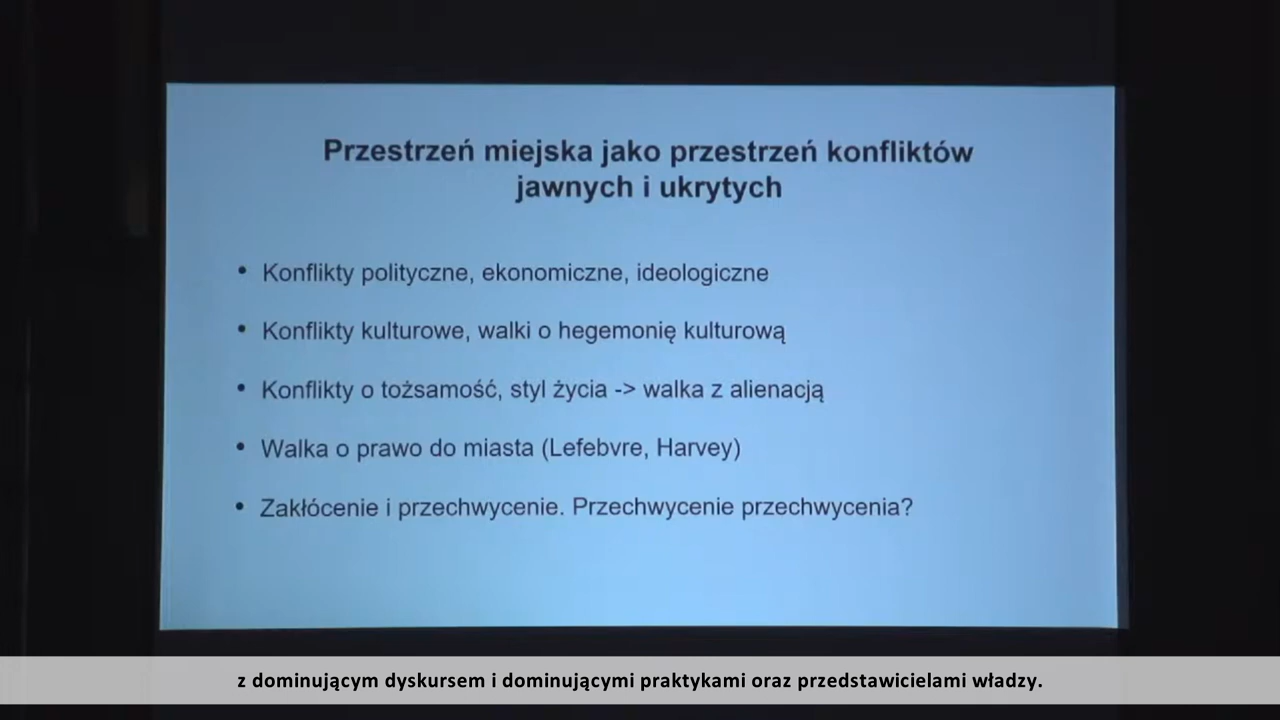 Przestrzeń miejska jako przestrzeń konfliktów
jawnych i ukrytych
• Konflikty polityczne, ekonomiczne, ideologiczne
• Konflikty kulturowe, walki o hegemonię kulturową
• Konflikty o tożsamość, styl życia -> walka z alienacją
• Walka o prawo do miasta (Lefebvre, Harvey)
• Zakłócenie i przechwycenie. Przechwycenie przechwycenia?
z dominującym dyskursem i dominującymi praktykami oraz przedstawicielami władzy.